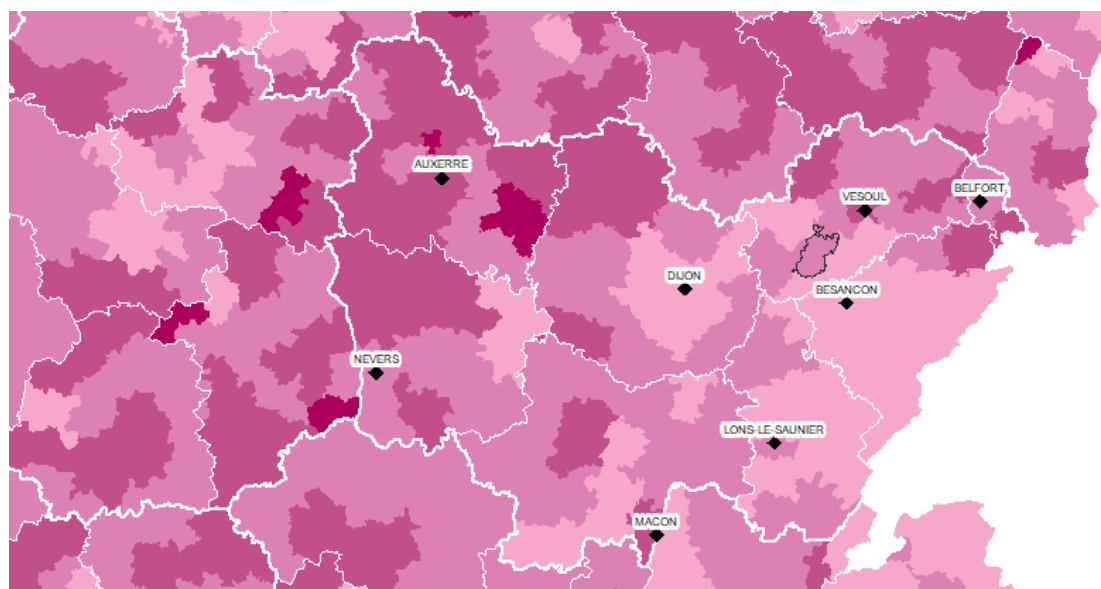 AUXERRE
BELFORT
VESOUL
DIJON
BESANCON
NEVERS
LONS-LE-SAUNIER
MACON